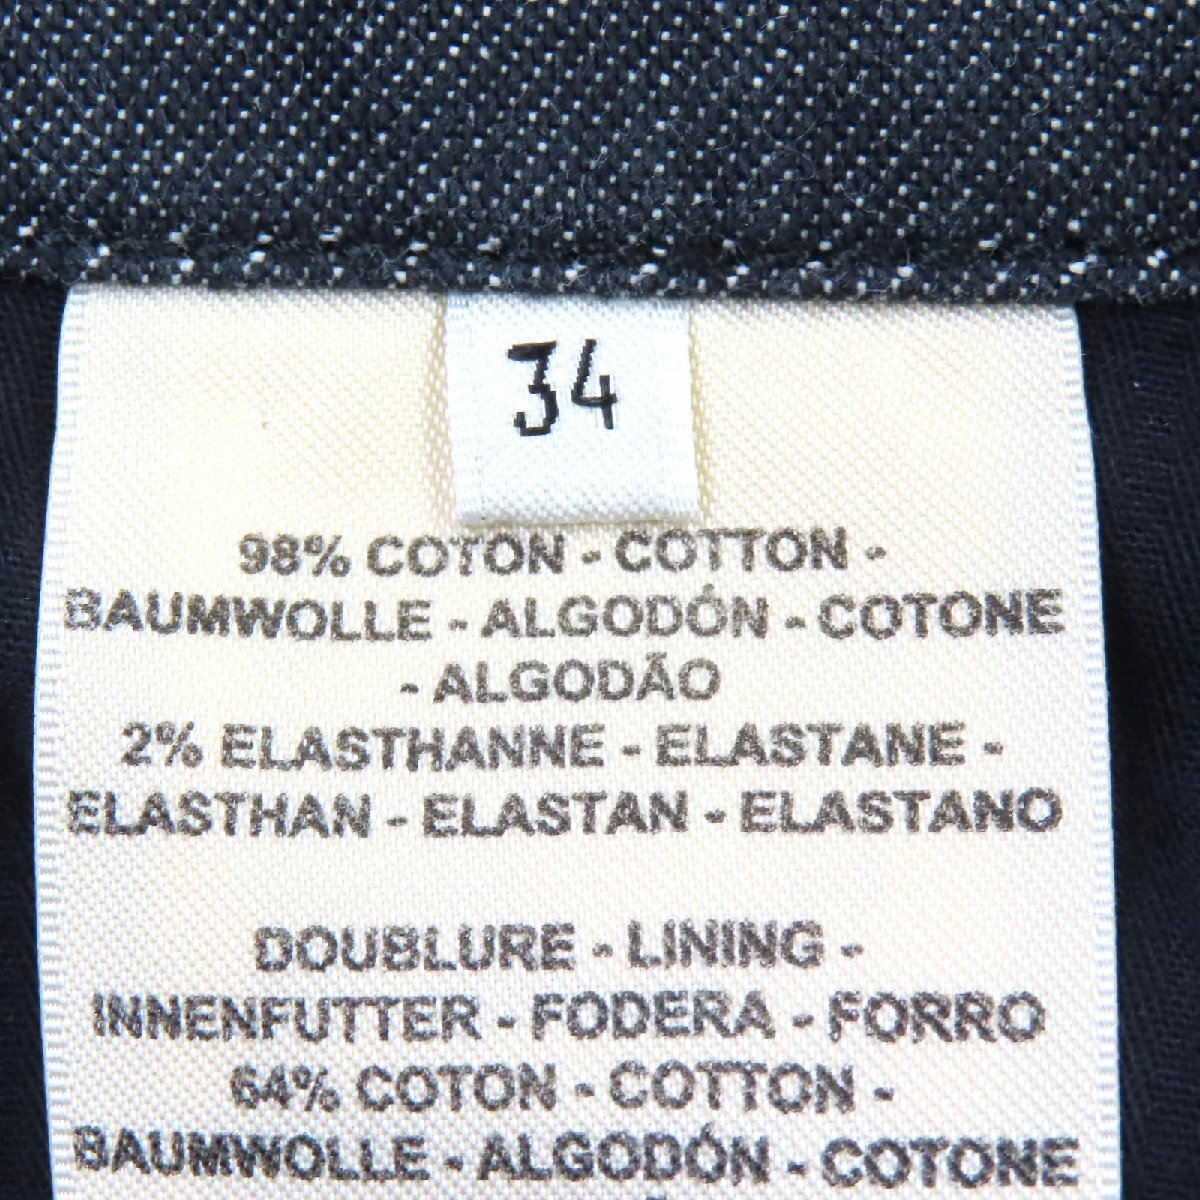 34
98% COTON - COTTON -
BAUMWOLLE - ALGODÓN - COTONE
- ALGODÃO
2% ELASTHANNE - ELASTANE -
ELASTHAN - ELASTAN - ELASTANO
DOUBLURE - LINING -
INNENFUTTER - FODERA - FORRO
64% COTON - COTTON -
BAUMWOLLE - ALGODÓN - COTONE